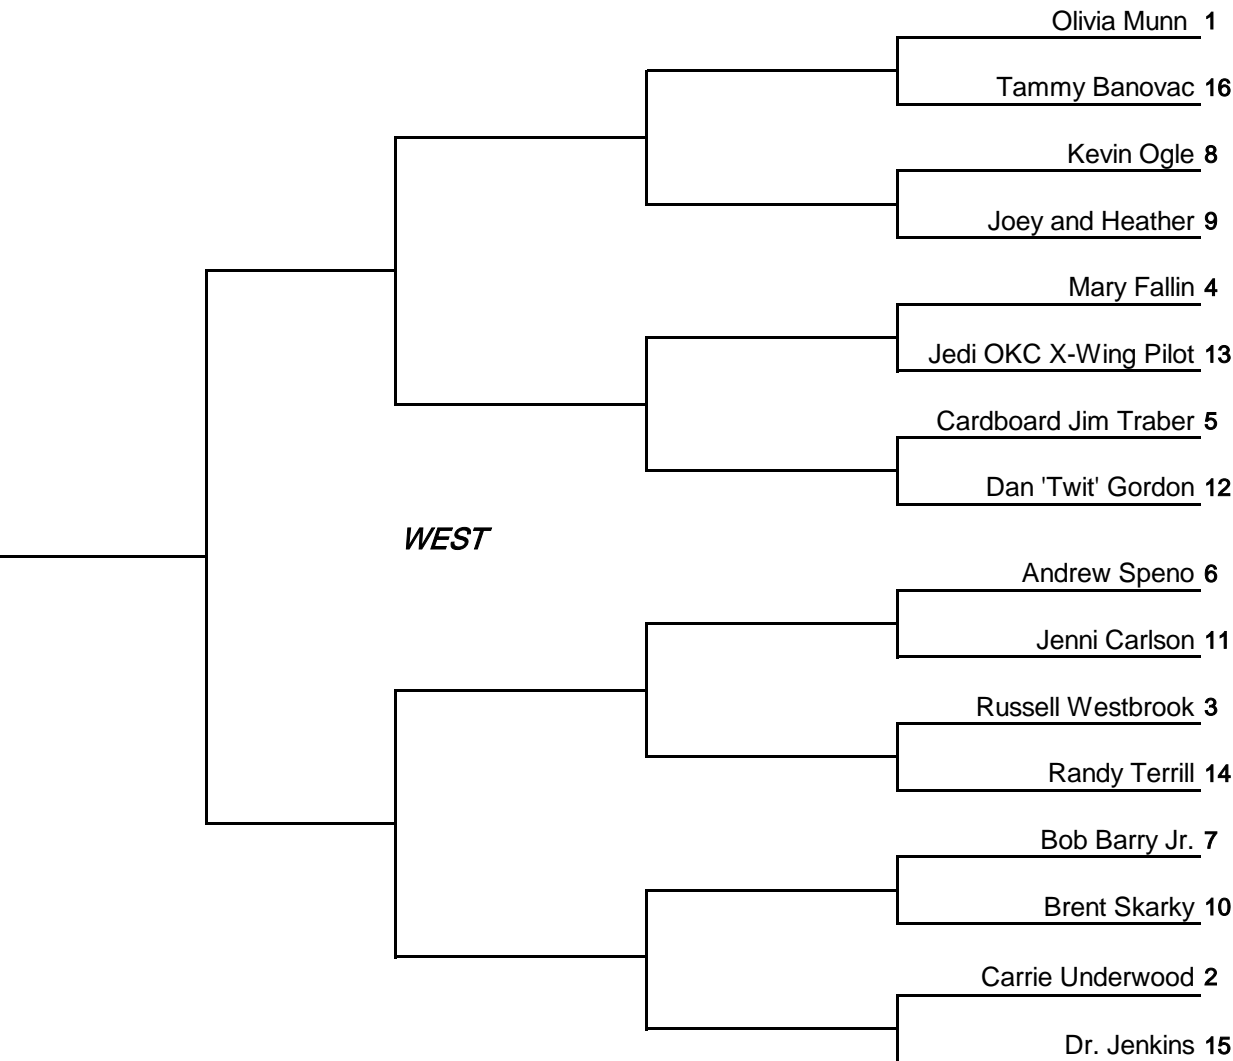 Olivia Munn 1
Tammy Banovac 16
Kevin Ogle 8
Joey and Heather 9
Mary Fallin 4
Jedi OKC X-Wing Pilot 13
Cardboard Jim Traber 5
Dan 'Twit' Gordon 12
WEST
Andrew Speno 6
Jenni Carlson 11
Russell Westbrook 3
Randy Terrill 14
Bob Barry Jr. 7
Brent Skarky 10
Carrie Underwood 2
Dr. Jenkins 15